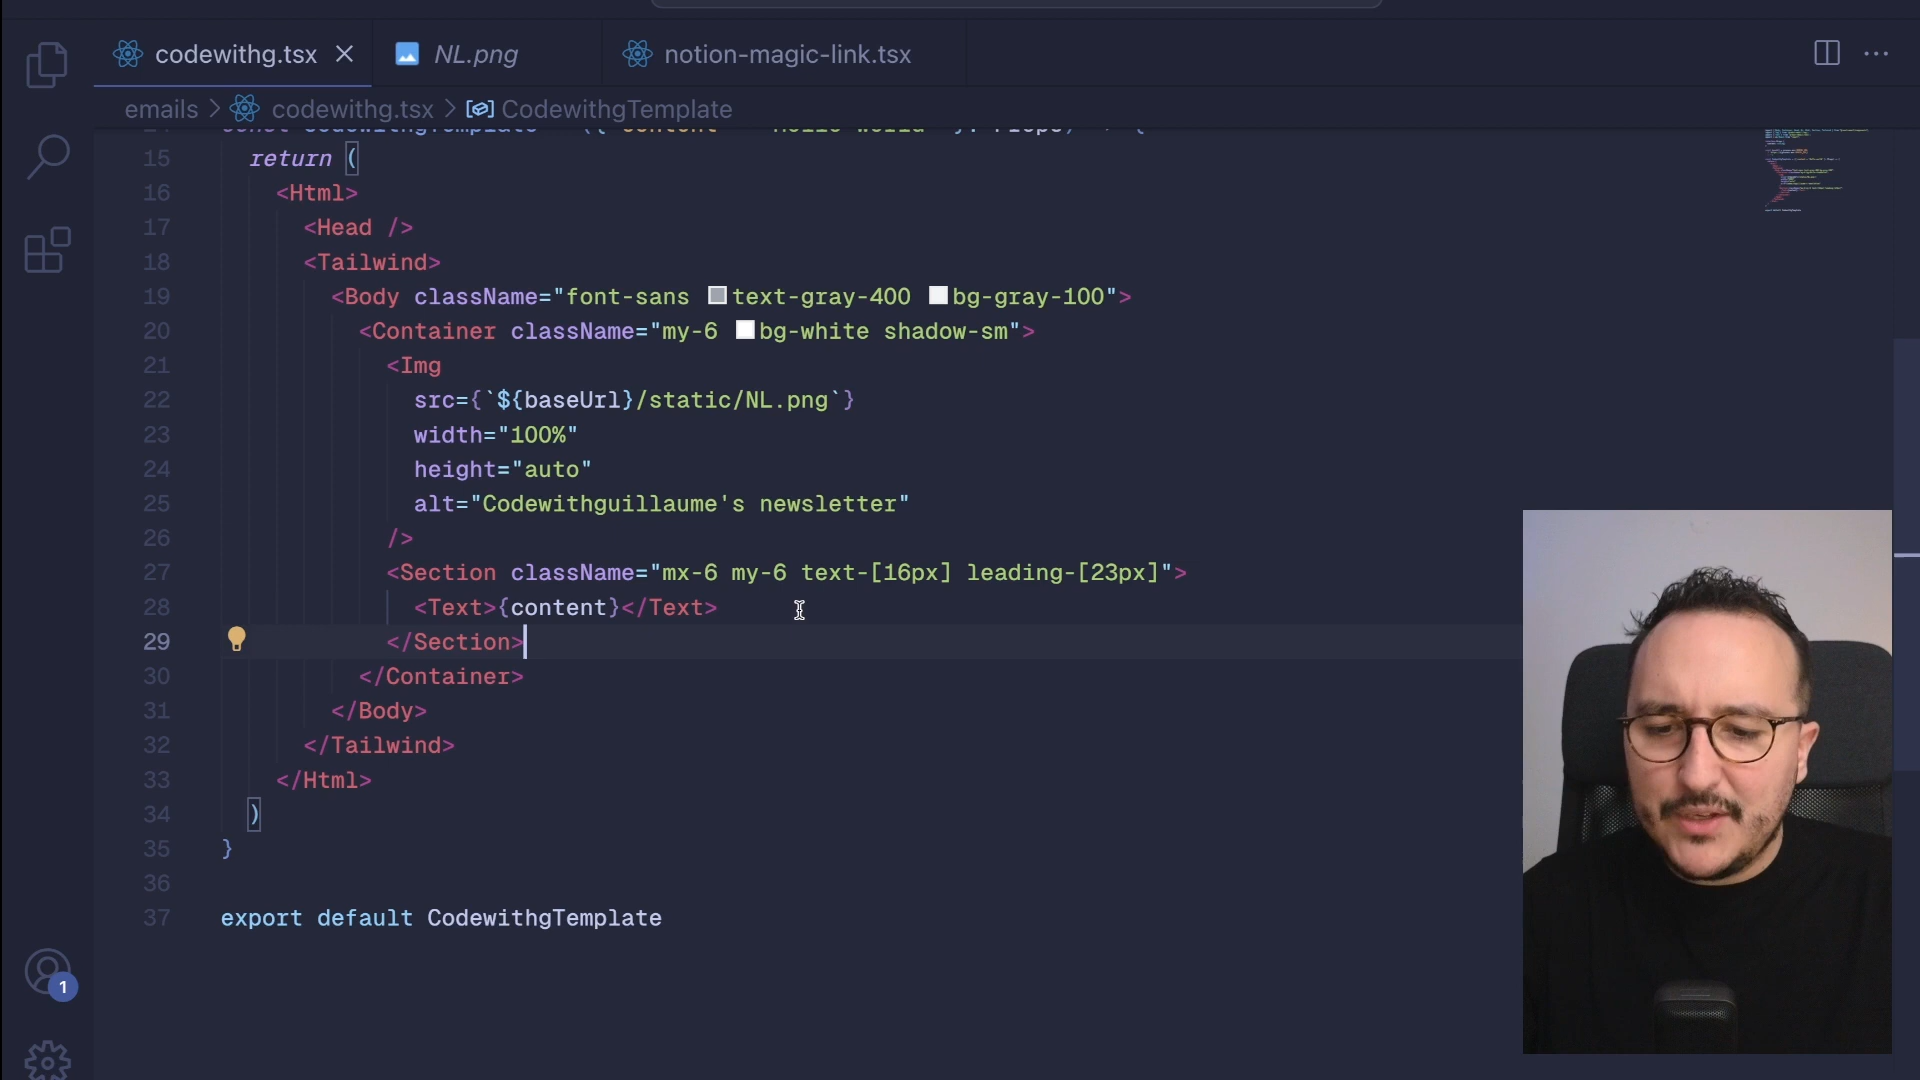 codewithg.tsx
NL.png
notion-magic-link.tsx
emails > codewithg.tsx > CodewithgTemplate
15 return (
16 <Html>
17 <Head />
18 <Tailwind>
19 <Body className="font-sans text-gray-400 bg-gray-100">
20 <Container className="my-6 bg-white shadow-sm">
21 <Img
22 src={`${baseUrl}/static/NL.png`}
23 width="100%"
24 height="auto"
25 alt="Codewithguillaume's newsletter"
26 />
27 <Section className="mx-6 my-6 text-[16px] leading-[23px]">
28 <Text>{content}</Text>
29 </Section>
30 </Container>
31 </Body>
32 </Tailwind>
33 </Html>
34 )
35 }
36
37 export default CodewithgTemplate
1